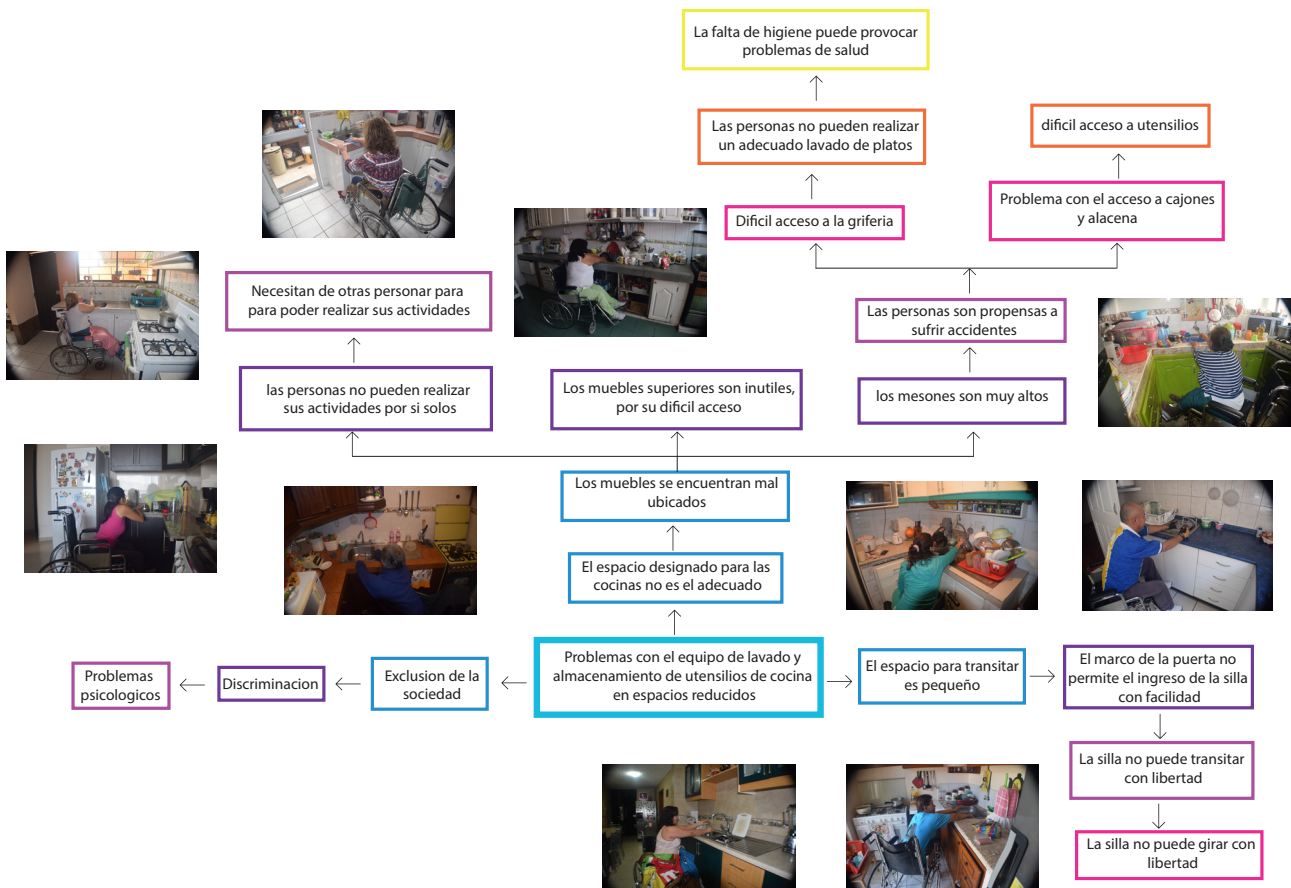 La falta de higiene puede provocar
problemas de salud
Las personas no pueden realizar
un adecuado lavado de platos
dificil acceso a utensilios
Dificil acceso a la griferia
Problema con el acceso a cajones
y alacena
Necesitan de otras personar para
para poder realizar sus actividades
Las personas son propensas a
sufrir accidentes
las personas no pueden realizar
sus actividades por si solos
Los muebles superiores son inutiles,
por su dificil acceso
los mesones son muy altos
Los muebles se encuentran mal
ubicados
El espacio designado para las
cocinas no es el adecuado
Problemas
psicologicos
Discriminacion
Exclusion de la
sociedad
Problemas con el equipo de lavado y
almacenamiento de utensilios de cocina
en espacios reducidos
El espacio para transitar
es pequeño
El marco de la puerta no
permite el ingreso de la silla
con facilidad
La silla no puede transitar
con libertad
La silla no puede girar con
libertad